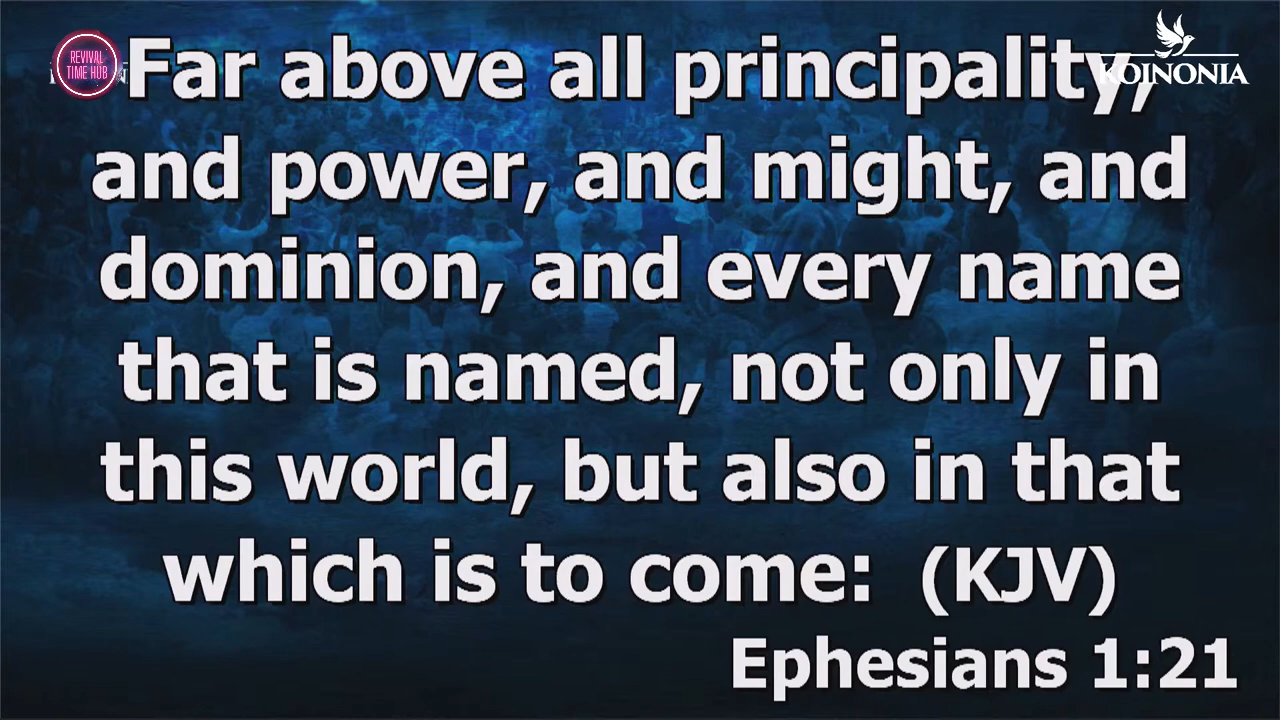 REVIVAL
TIME HUB
KOINONIA
Far above all principality,
and power, and might, and
dominion, and every name
that is named, not only in
this world, but also in that
which is to come: (KJV)
Ephesians 1:21